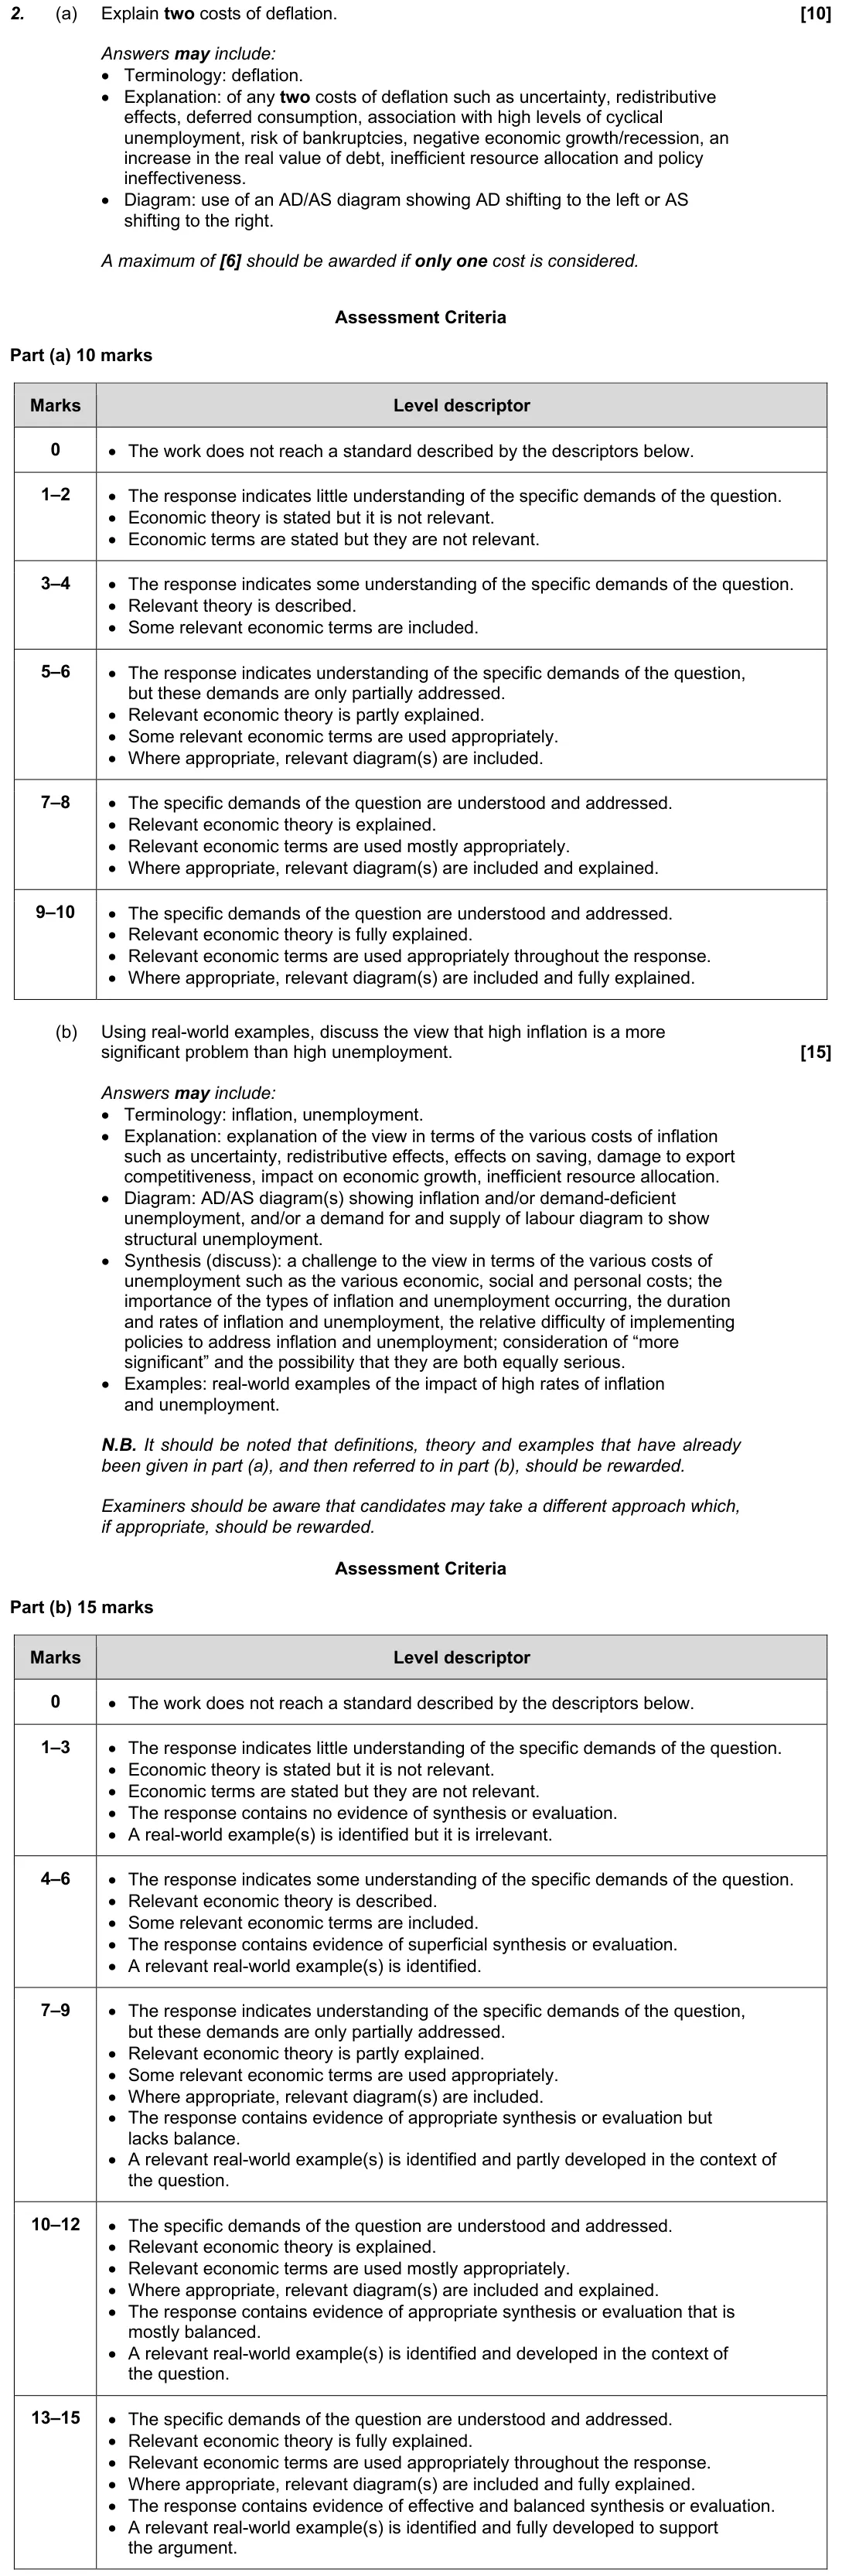 2. (a) Explain two costs of deflation. [10]
Answers may include:
• Terminology: deflation.
• Explanation: of any two costs of deflation such as uncertainty, redistributive
effects, deferred consumption, association with high levels of cyclical
unemployment, risk of bankruptcies, negative economic growth/recession, an
increase in the real value of debt, inefficient resource allocation and policy
ineffectiveness.
• Diagram: use of an AD/AS diagram showing AD shifting to the left or AS
shifting to the right.
A maximum of [6] should be awarded if only one cost is considered.
Assessment Criteria
Part (a) 10 marks
Marks Level descriptor
0 • The work does not reach a standard described by the descriptors below.
1–2 • The response indicates little understanding of the specific demands of the question.
• Economic theory is stated but it is not relevant.
• Economic terms are stated but they are not relevant.
3–4 • The response indicates some understanding of the specific demands of the question.
• Relevant theory is described.
• Some relevant economic terms are included.
5–6 • The response indicates understanding of the specific demands of the question,
but these demands are only partially addressed.
• Relevant economic theory is partly explained.
• Some relevant economic terms are used appropriately.
• Where appropriate, relevant diagram(s) are included.
7–8 • The specific demands of the question are understood and addressed.
• Relevant economic theory is explained.
• Relevant economic terms are used mostly appropriately.
• Where appropriate, relevant diagram(s) are included and explained.
9–10 • The specific demands of the question are understood and addressed.
• Relevant economic theory is fully explained.
• Relevant economic terms are used appropriately throughout the response.
• Where appropriate, relevant diagram(s) are included and fully explained.
(b) Using real-world examples, discuss the view that high inflation is a more
significant problem than high unemployment. [15]
Answers may include:
• Terminology: inflation, unemployment.
• Explanation: explanation of the view in terms of the various costs of inflation
such as uncertainty, redistributive effects, effects on saving, damage to export
competitiveness, impact on economic growth, inefficient resource allocation.
• Diagram: AD/AS diagram(s) showing inflation and/or demand-deficient
unemployment, and/or a demand for and supply of labour diagram to show
structural unemployment.
• Synthesis (discuss): a challenge to the view in terms of the various costs of
unemployment such as the various economic, social and personal costs; the
importance of the types of inflation and unemployment occurring, the duration
and rates of inflation and unemployment, the relative difficulty of implementing
policies to address inflation and unemployment; consideration of “more
significant” and the possibility that they are both equally serious.
• Examples: real-world examples of the impact of high rates of inflation
and unemployment.
N.B. It should be noted that definitions, theory and examples that have already
been given in part (a), and then referred to in part (b), should be rewarded.
Examiners should be aware that candidates may take a different approach which,
if appropriate, should be rewarded.
Assessment Criteria
Part (b) 15 marks
Marks Level descriptor
0 • The work does not reach a standard described by the descriptors below.
1–3 • The response indicates little understanding of the specific demands of the question.
• Economic theory is stated but it is not relevant.
• Economic terms are stated but they are not relevant.
• The response contains no evidence of synthesis or evaluation.
• A real-world example(s) is identified but it is irrelevant.
4–6 • The response indicates some understanding of the specific demands of the question.
• Relevant economic theory is described.
• Some relevant economic terms are included.
• The response contains evidence of superficial synthesis or evaluation.
• A relevant real-world example(s) is identified.
7–9 • The response indicates understanding of the specific demands of the question,
but these demands are only partially addressed.
• Relevant economic theory is partly explained.
• Some relevant economic terms are used appropriately.
• Where appropriate, relevant diagram(s) are included.
• The response contains evidence of appropriate synthesis or evaluation but
lacks balance.
• A relevant real-world example(s) is identified and partly developed in the context of
the question.
10–12 • The specific demands of the question are understood and addressed.
• Relevant economic theory is explained.
• Relevant economic terms are used mostly appropriately.
• Where appropriate, relevant diagram(s) are included and explained.
• The response contains evidence of appropriate synthesis or evaluation that is
mostly balanced.
• A relevant real-world example(s) is identified and developed in the context of
the question.
13–15 • The specific demands of the question are understood and addressed.
• Relevant economic theory is fully explained.
• Relevant economic terms are used appropriately throughout the response.
• Where appropriate, relevant diagram(s) are included and fully explained.
• The response contains evidence of effective and balanced synthesis or evaluation.
• A relevant real-world example(s) is identified and fully developed to support
the argument.